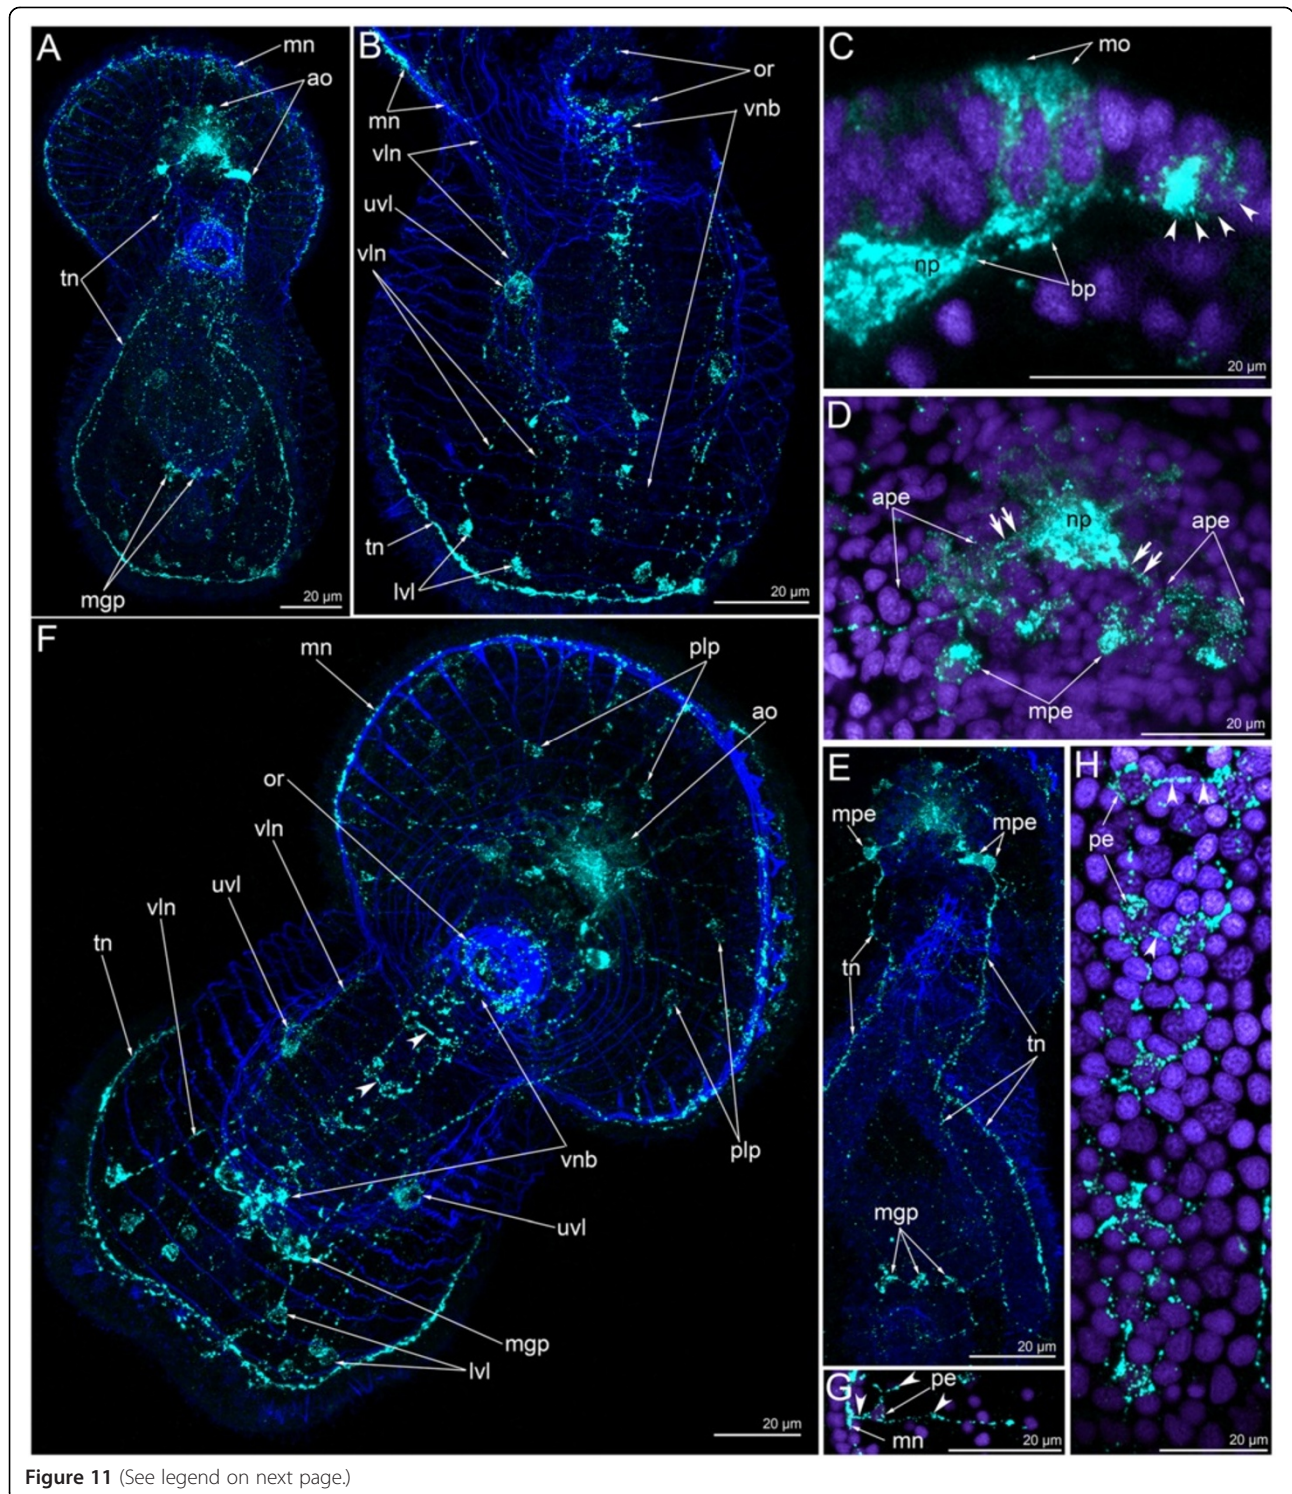 A
mn
ao
tn
mgp
20 µm
B
or
mn
vnb
vln
uvl
vln
tn
lvl
20 µm
C
mo
np
bp
20 µm
D
ape
np
ape
mpe
20 µm
F
mn
plp
ao
or
vln
uvl
vln
tn
plp
vnb
uvl
mgp
lvl
20 µm
E
mpe
mpe
tn
tn
mgp
20 µm
G
pe
mn
20 µm
H
pe
20 µm
Figure 11 (See legend on next page.)